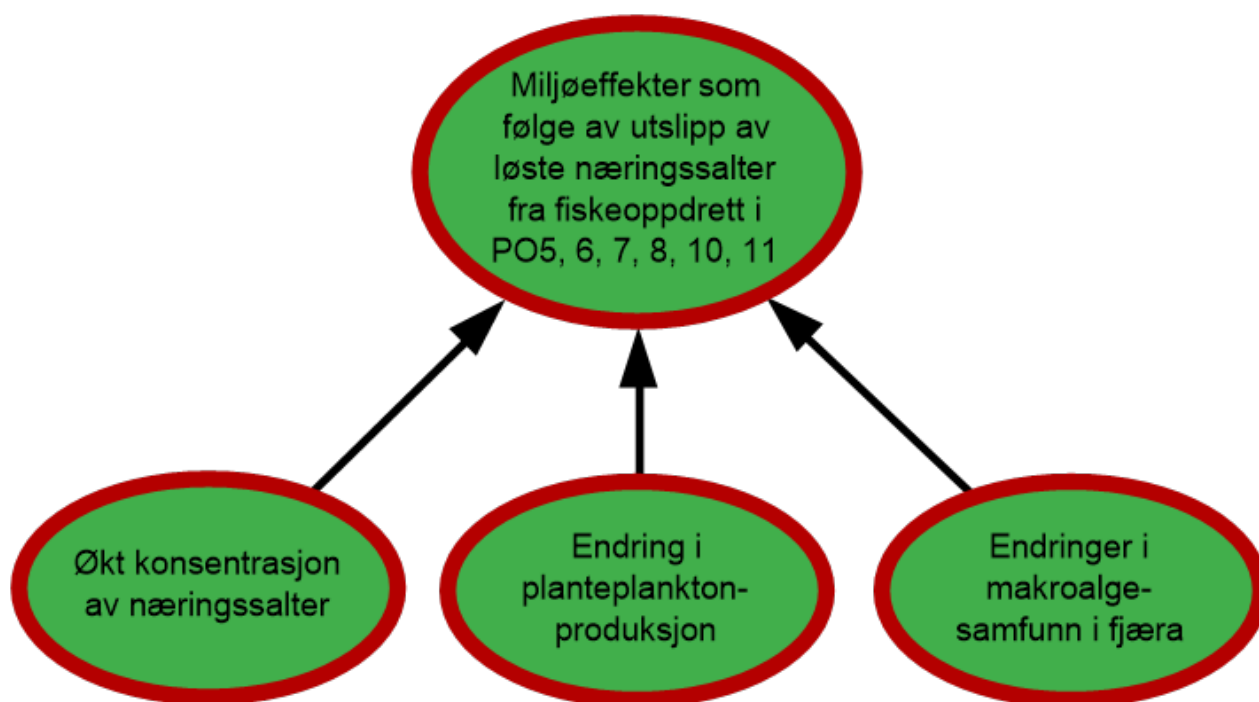 Miljøeffekter som
følge av utslipp av
løste næringssalter
fra fiskeoppdrett i
PO5, 6, 7, 8, 10, 11
Økt konsentrasjon
av næringssalter
Endring i
planteplankton-
produksjon
Endringer i
makroalge-
samfunn i fjæra